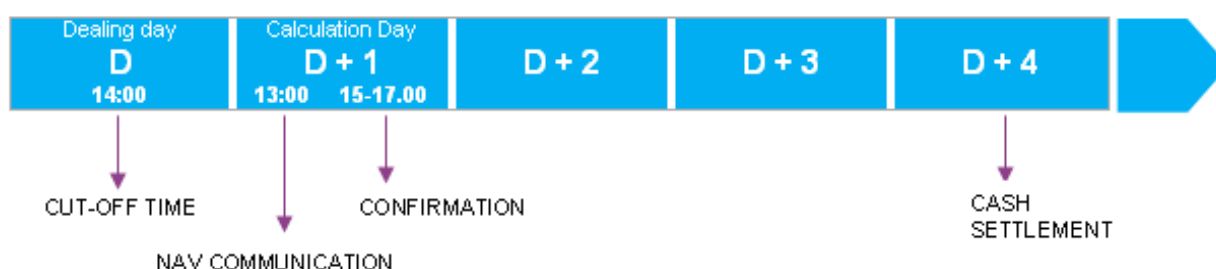 Dealing day
D
14:00
Calculation Day
D + 1
13:00 15-17.00
D + 2
D + 3
D + 4
CUT-OFF TIME
NAV COMMUNICATION
CONFIRMATION
CASH
SETTLEMENT